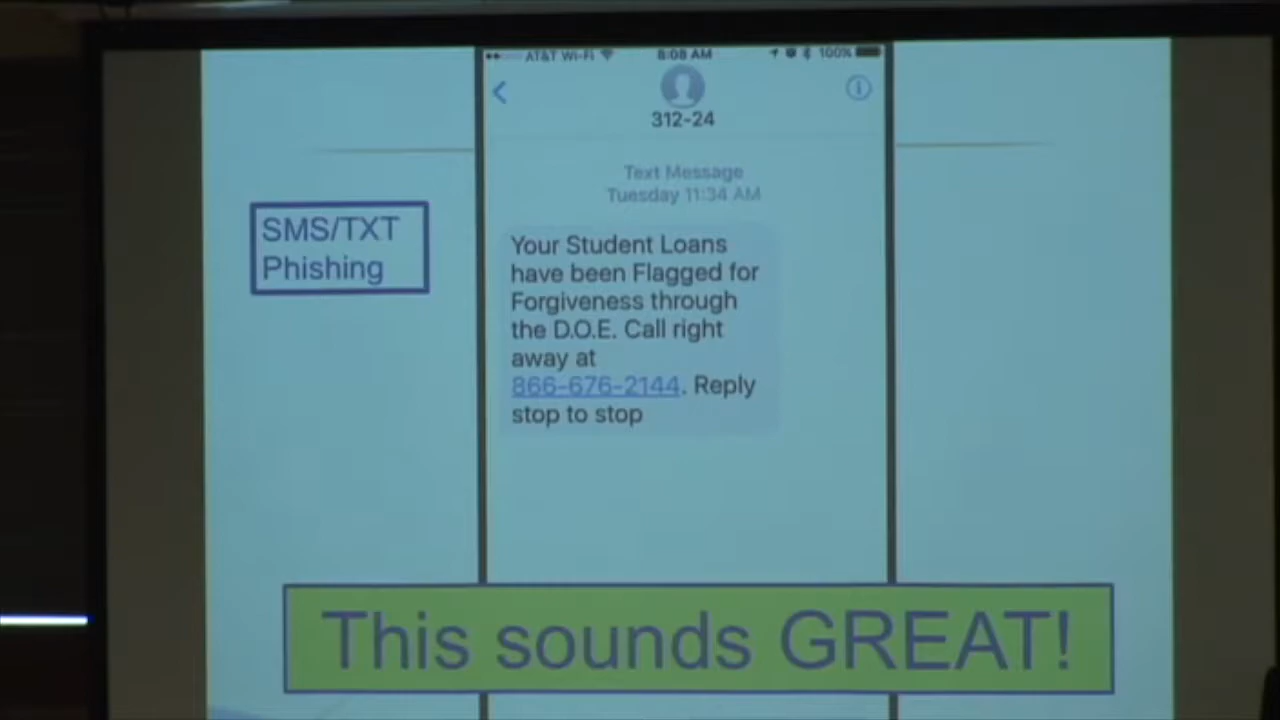 AT&T Wi-Fi
8:08 AM
100%
312-24
Text Message
Tuesday 11:34 AM
SMS/TXT
Phishing
Your Student Loans
have been Flagged for
Forgiveness through
the D.O.E. Call right
away at
866-676-2144. Reply
stop to stop
This sounds GREAT!